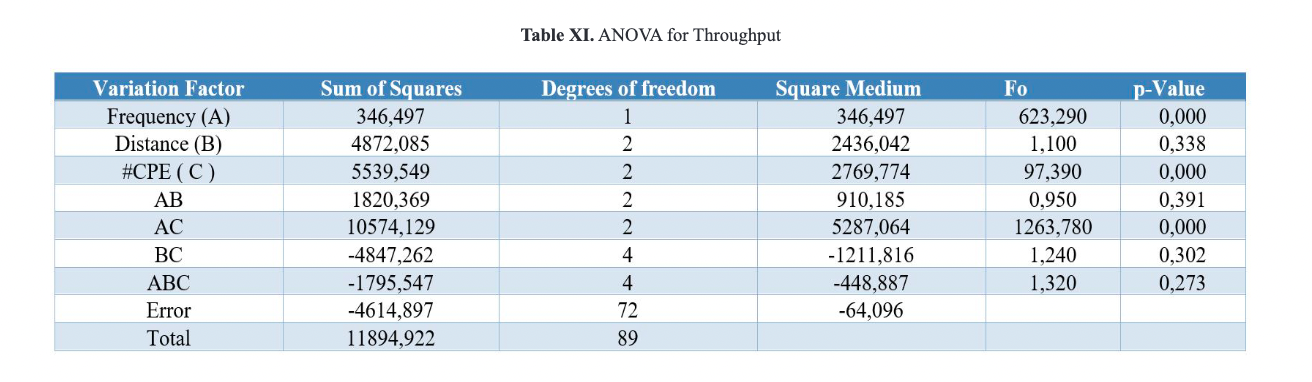 Table XI. ANOVA for Throughput
Variation Factor Sum of Squares Degrees of freedom Square Medium Fo p-Value
Frequency (A) 346,497 1 346,497 623,290 0,000
Distance (B) 4872,085 2 2436,042 1,100 0,338
#CPE ( C ) 5539,549 2 2769,774 97,390 0,000
AB 1820,369 2 910,185 0,950 0,391
AC 10574,129 2 5287,064 1263,780 0,000
BC -4847,262 4 -1211,816 1,240 0,302
ABC -1795,547 4 -448,887 1,320 0,273
Error -4614,897 72 -64,096
Total 11894,922 89